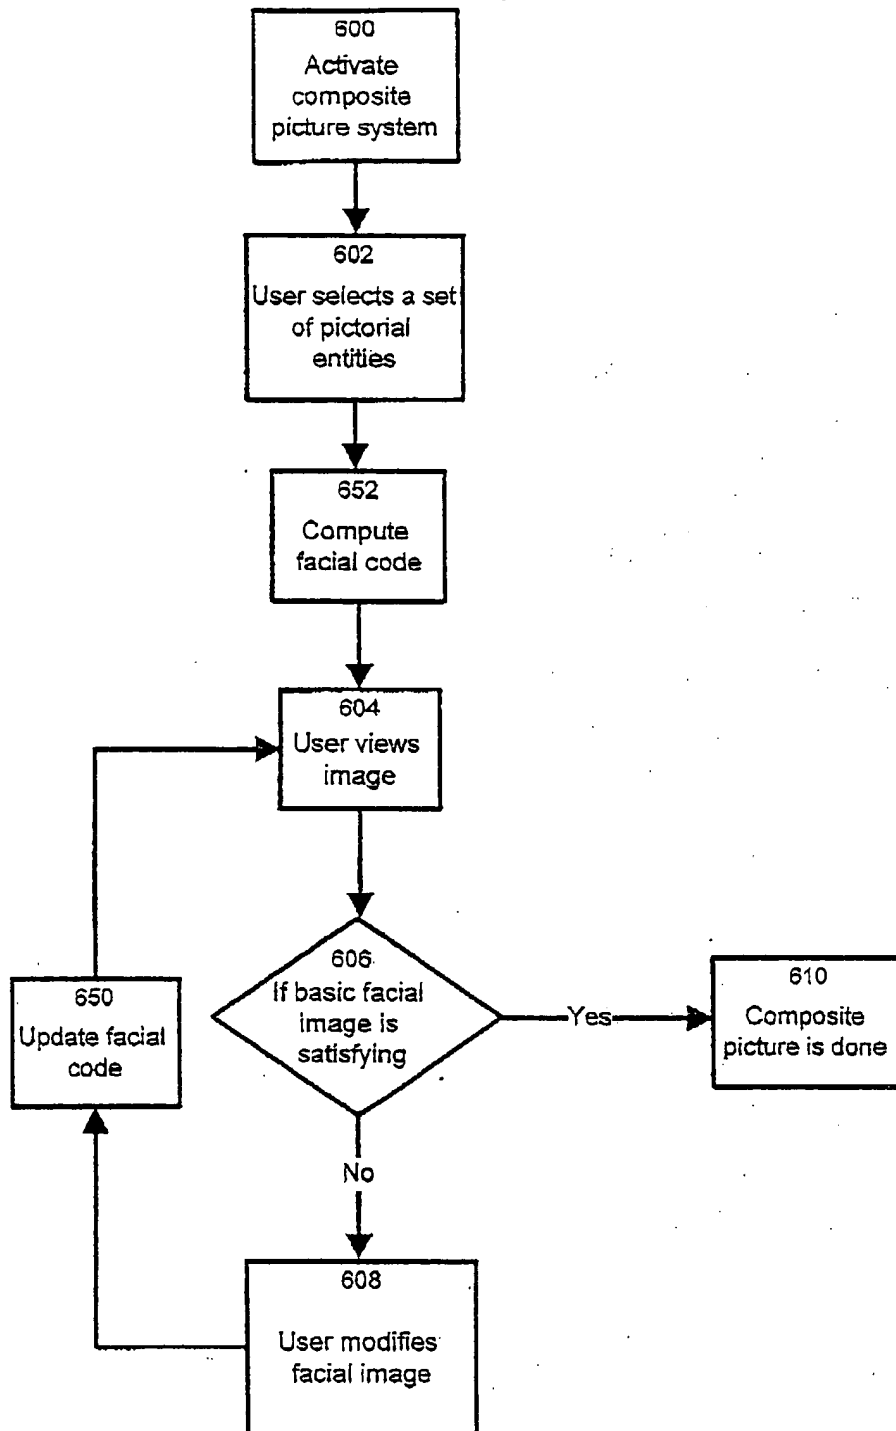 600
Activate
composite
picture system
602
User selects a set
of pictorial
entities
652
Compute
facial code
604
User views
image
606
If basic facial
image is
satisfying
Yes
610
Composite
picture is done
650
Update facial
code
No
608
User modifies
facial image